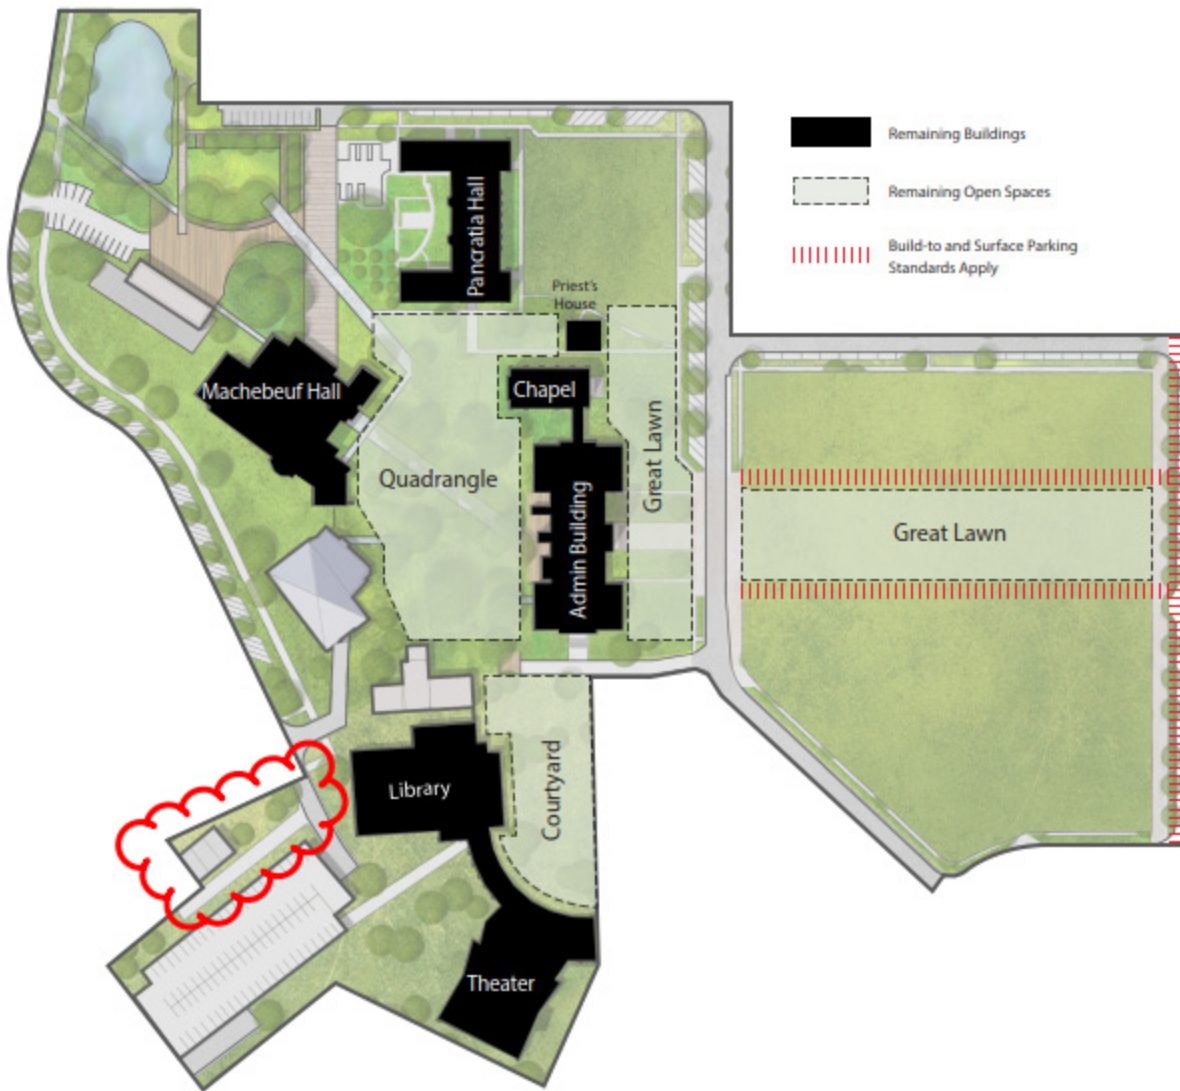 Remaining Buildings
Remaining Open Spaces
Build-to and Surface Parking
Standards Apply
Pancratia Hall
Priest's
House
Machebeuf Hall
Chapel
Great Lawn
Quadrangle
Admin Building
Great Lawn
Library
Courtyard
Theater